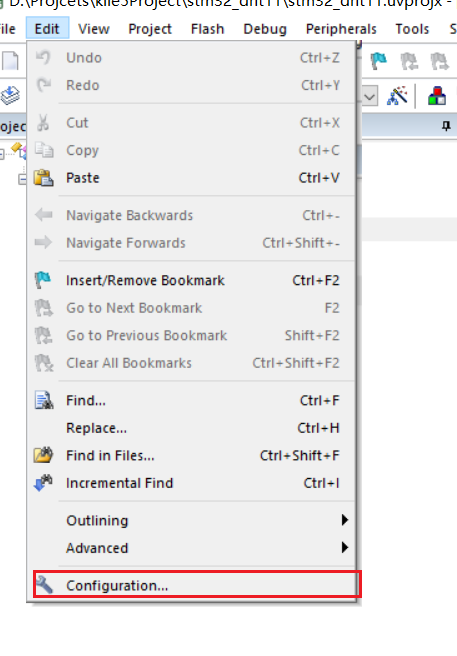 D:\Projcets\kile5Project\stm32_dht11\stm32_dht11.uvprojx -
File Edit View Project Flash Debug Peripherals Tools S
Undo Ctrl+Z
Redo Ctrl+Y
Cut Ctrl+X
Copy Ctrl+C
Paste Ctrl+V
Navigate Backwards Ctrl+-
Navigate Forwards Ctrl+Shift+-
Insert/Remove Bookmark Ctrl+F2
Go to Next Bookmark F2
Go to Previous Bookmark Shift+F2
Clear All Bookmarks Ctrl+Shift+F2
Find... Ctrl+F
Replace... Ctrl+H
Find in Files... Ctrl+Shift+F
Incremental Find Ctrl+I
Outlining
Advanced
Configuration...